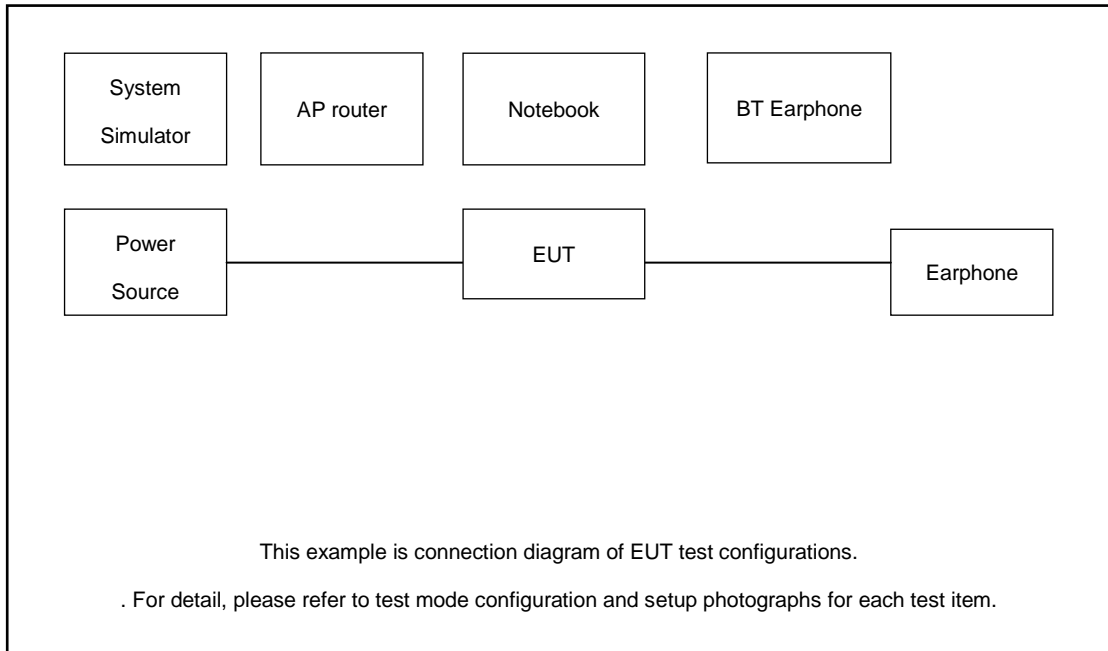 System
Simulator
AP router
Notebook
BT Earphone
Power
Source
EUT
Earphone
This example is connection diagram of EUT test configurations.
. For detail, please refer to test mode configuration and setup photographs for each test item.